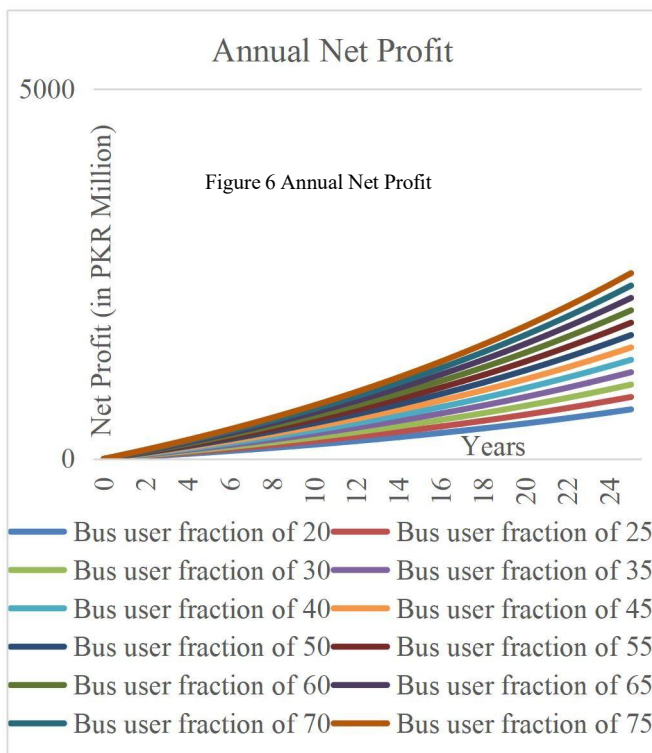 Annual Net Profit
5000
Net Profit (in PKR Million)
Figure 6 Annual Net Profit
0
Years
0 2 4 6 8 10 12 14 16 18 20 22 24
Bus user fraction of 20 Bus user fraction of 25
Bus user fraction of 30 Bus user fraction of 35
Bus user fraction of 40 Bus user fraction of 45
Bus user fraction of 50 Bus user fraction of 55
Bus user fraction of 60 Bus user fraction of 65
Bus user fraction of 70 Bus user fraction of 75